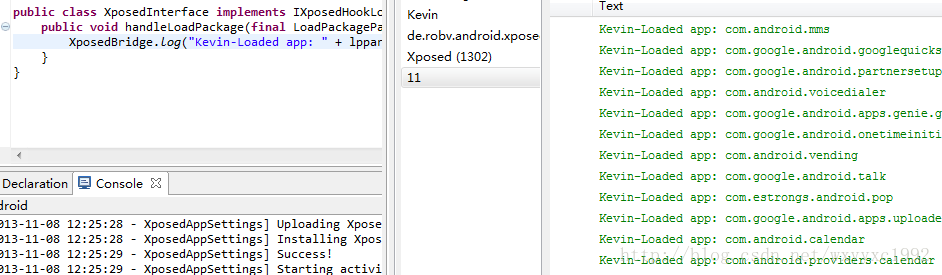 public class XposedInterface implements IXposedHookLo
public void handleLoadPackage(final LoadPackagePa
XposedBridge.log("Kevin-Loaded app: " + lppar
}
}
Declaration
Console
droid
013-11-08 12:25:28 - XposedAppSettings] Uploading Xpose
013-11-08 12:25:28 - XposedAppSettings] Installing Xpos
013-11-08 12:25:29 - XposedAppSettings] Success!
013-11-08 12:25:29 - XposedAppSettings] Starting activi
Kevin
de.robv.android.xpose
Xposed (1302)
11
Text
Kevin-Loaded app: com.android.mms
Kevin-Loaded app: com.google.android.googlequicks
Kevin-Loaded app: com.google.android.partnersetup
Kevin-Loaded app: com.android.voicedialer
Kevin-Loaded app: com.google.android.apps.genie.g
Kevin-Loaded app: com.google.android.onetimeiniti
Kevin-Loaded app: com.android.vending
Kevin-Loaded app: com.google.android.talk
Kevin-Loaded app: com.estrongs.android.pop
Kevin-Loaded app: com.google.android.apps.uploade
Kevin-Loaded app: com.android.calendar
Kevin-Loaded app: com.android.providers.calendar